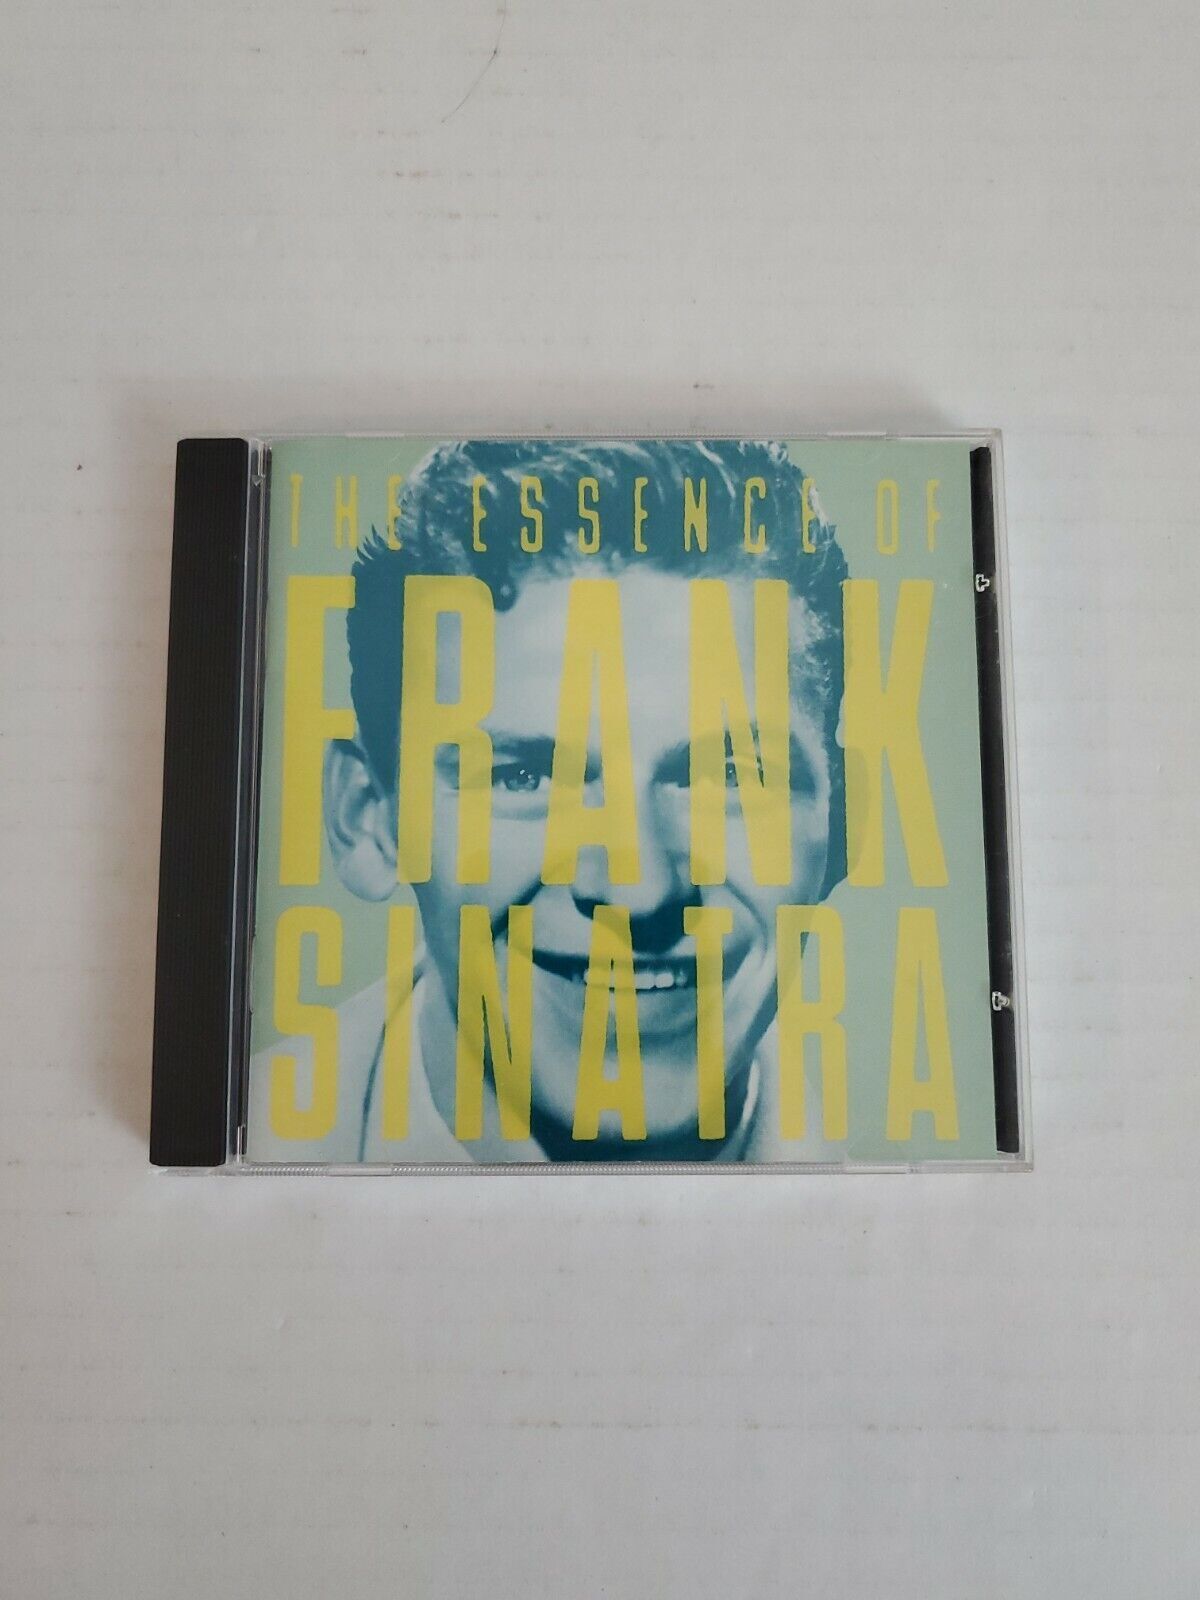 THE ESSENCE OF
FRANK
SINATRA